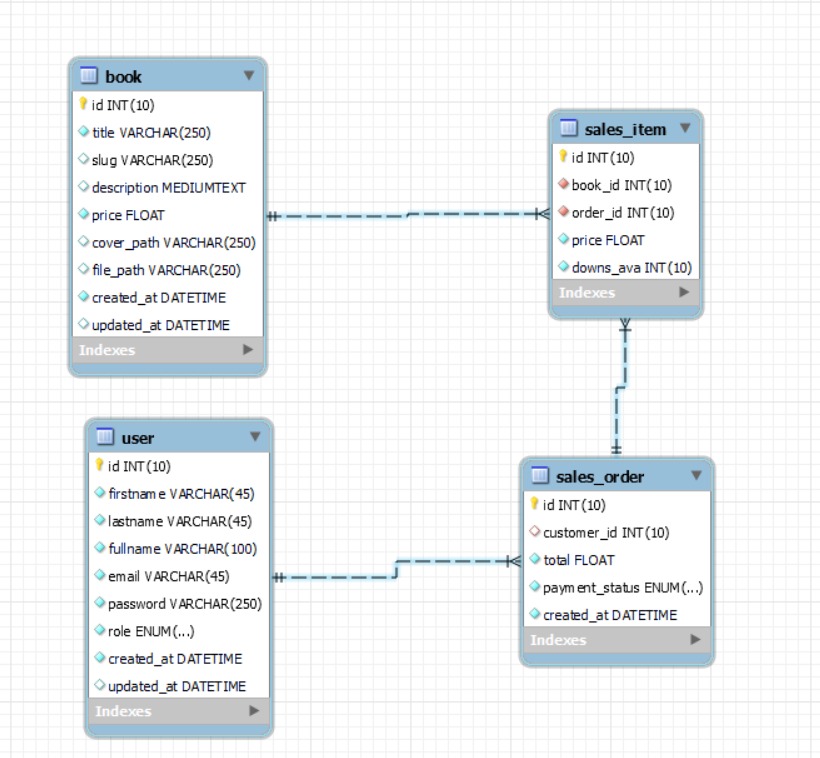 book
id INT(10)
title VARCHAR(250)
slug VARCHAR(250)
description MEDIUMTEXT
price FLOAT
cover_path VARCHAR(250)
file_path VARCHAR(250)
created_at DATETIME
updated_at DATETIME
Indexes
sales_item
id INT(10)
book_id INT(10)
order_id INT(10)
price FLOAT
downs_ava INT(10)
Indexes
user
id INT(10)
firstname VARCHAR(45)
lastname VARCHAR(45)
fullname VARCHAR(100)
email VARCHAR(45)
password VARCHAR(250)
role ENUM(...)
created_at DATETIME
updated_at DATETIME
Indexes
sales_order
id INT(10)
customer_id INT(10)
total FLOAT
payment_status ENUM(...)
created_at DATETIME
Indexes